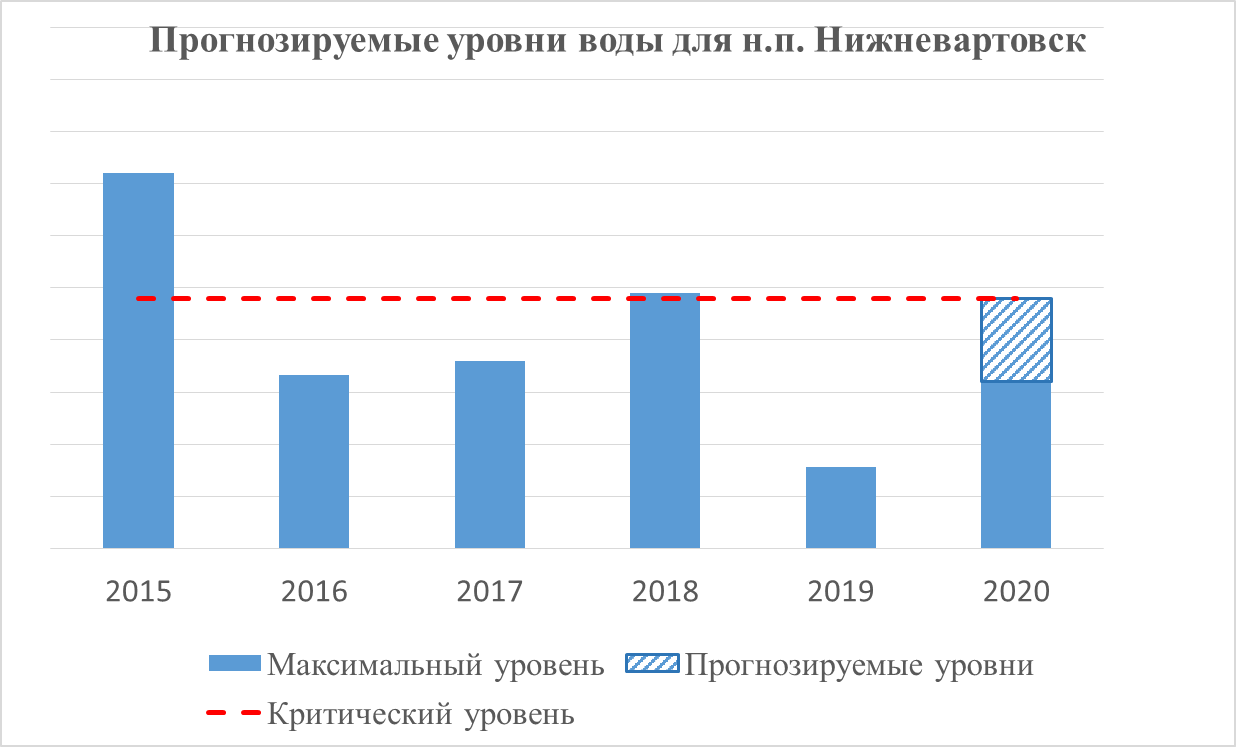 Прогнозируемые уровни воды для н.п. Нижневартовск
2015 2016 2017 2018 2019 2020
Максимальный уровень Прогнозируемые уровни
Критический уровень